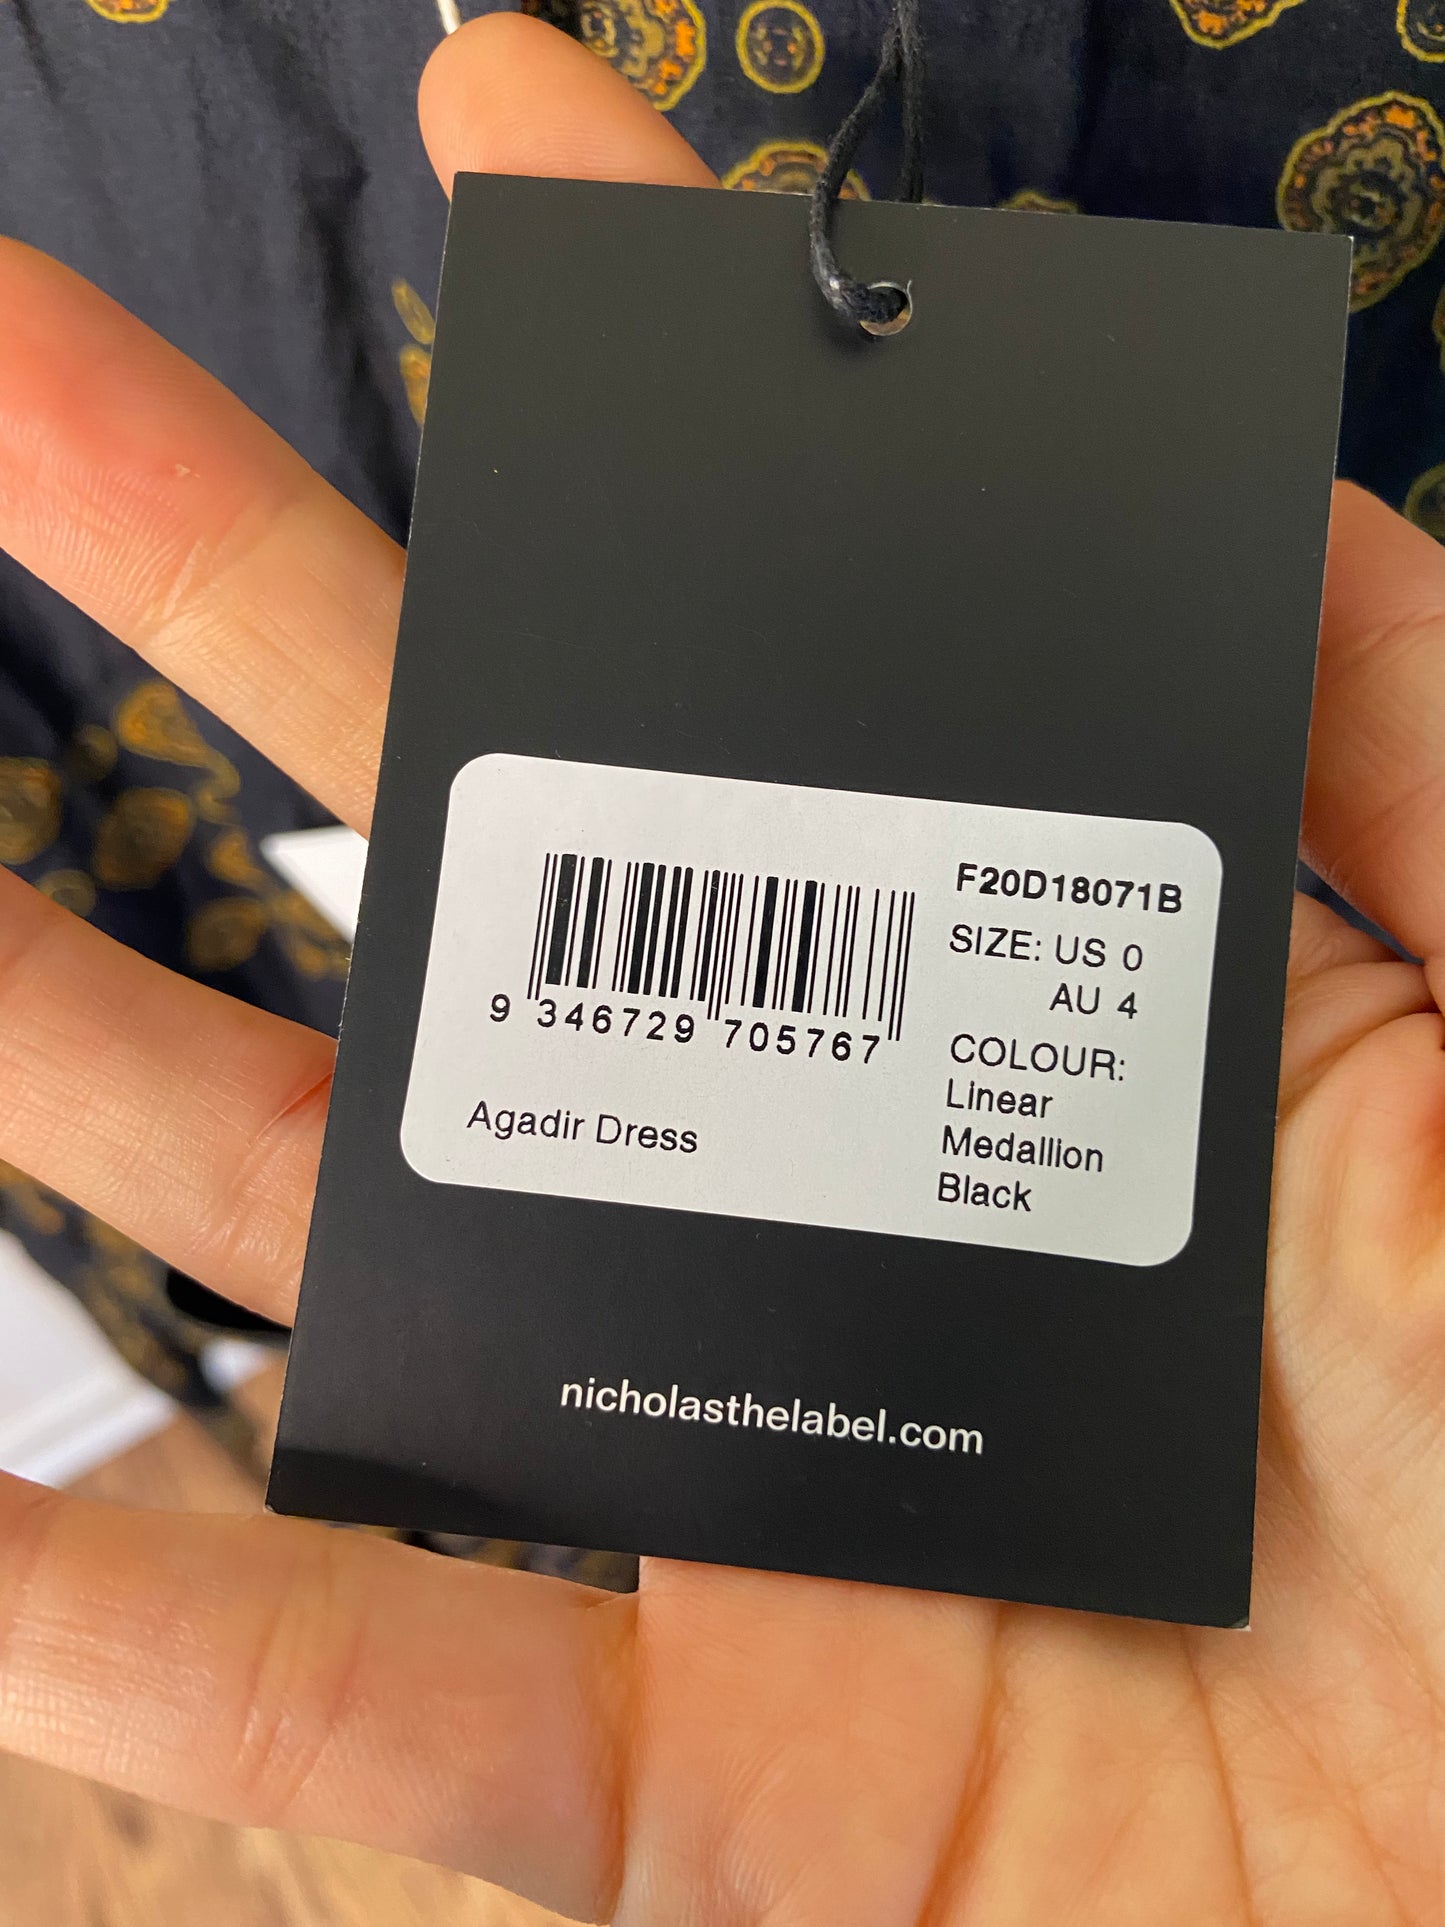 F20D18071B
SIZE: US 0
AU 4
COLOUR:
Linear
Medallion
Black
9 346729 705767
Agadir Dress
nicholasthelabel.com